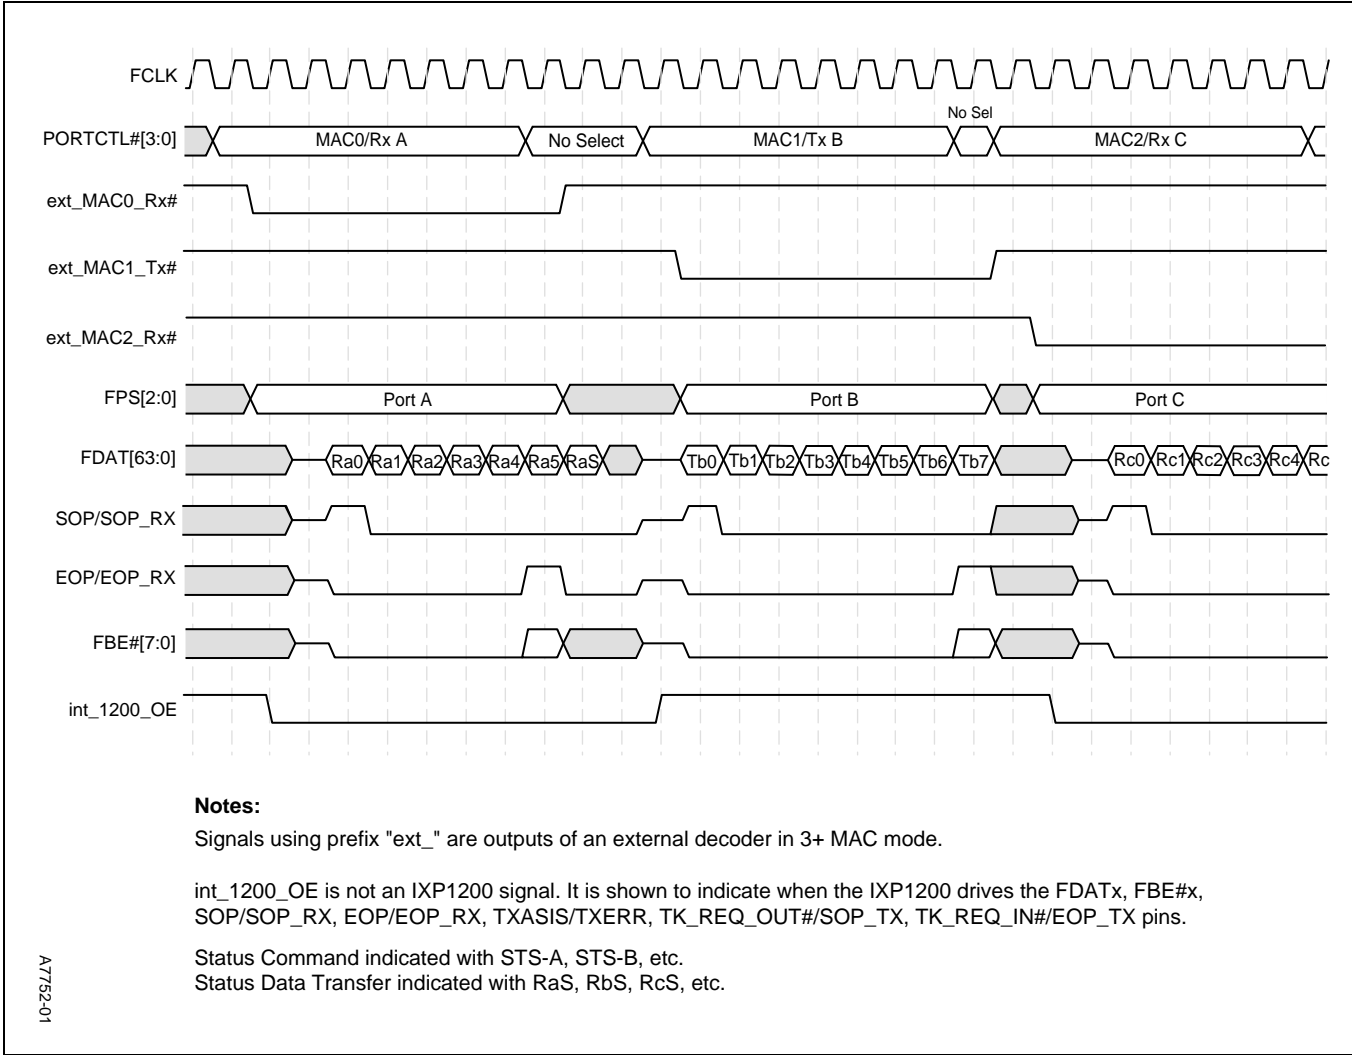 FCLK
No Sel
PORTCTL#[3:0] MAC0/Rx A No Select MAC1/Tx B MAC2/Rx C
ext_MAC0_Rx#
ext_MAC1_Tx#
ext_MAC2_Rx#
FPS[2:0] Port A Port B Port C
FDAT[63:0] Ra0 Ra1 Ra2 Ra3 Ra4 Ra5 RaS Tb0 Tb1 Tb2 Tb3 Tb4 Tb5 Tb6 Tb7 Rc0 Rc1 Rc2 Rc3 Rc4 Rc
SOP/SOP_RX
EOP/EOP_RX
FBE#[7:0]
int_1200_OE
Notes:
Signals using prefix "ext_" are outputs of an external decoder in 3+ MAC mode.
int_1200_OE is not an IXP1200 signal. It is shown to indicate when the IXP1200 drives the FDATx, FBE#x,
SOP/SOP_RX, EOP/EOP_RX, TXASIS/TXERR, TK_REQ_OUT#/SOP_TX, TK_REQ_IN#/EOP_TX pins.
Status Command indicated with STS-A, STS-B, etc.
Status Data Transfer indicated with RaS, RbS, RcS, etc.
A7752-01